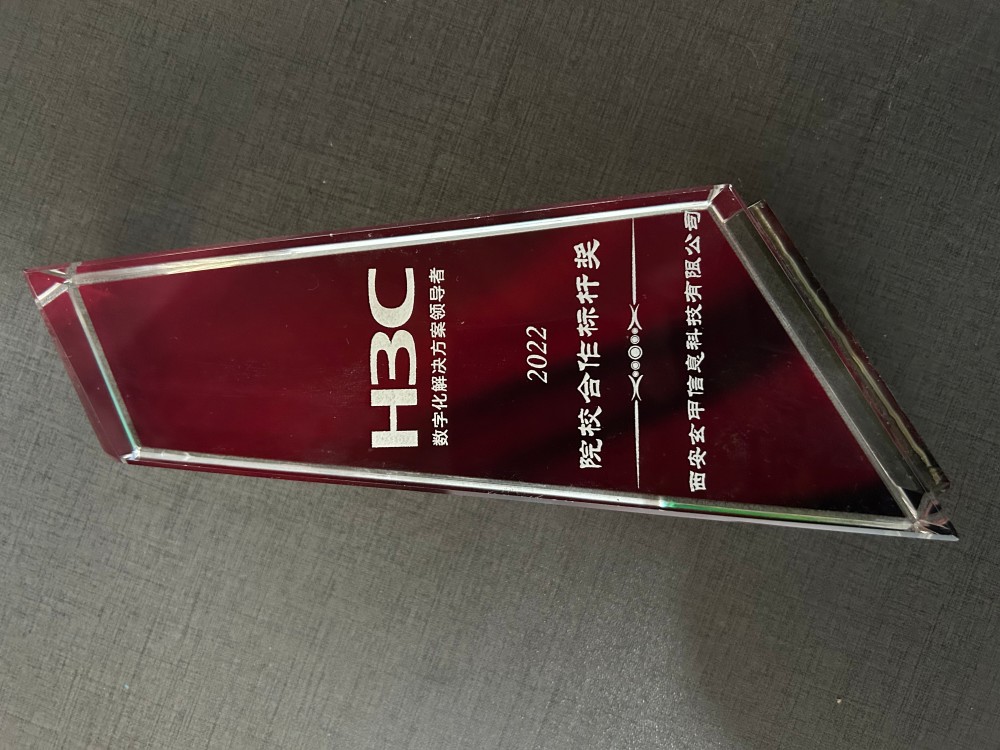 H3C
数字化解决方案领导者
2022
院校合作标杆奖
西安玄甲信息科技有限公司